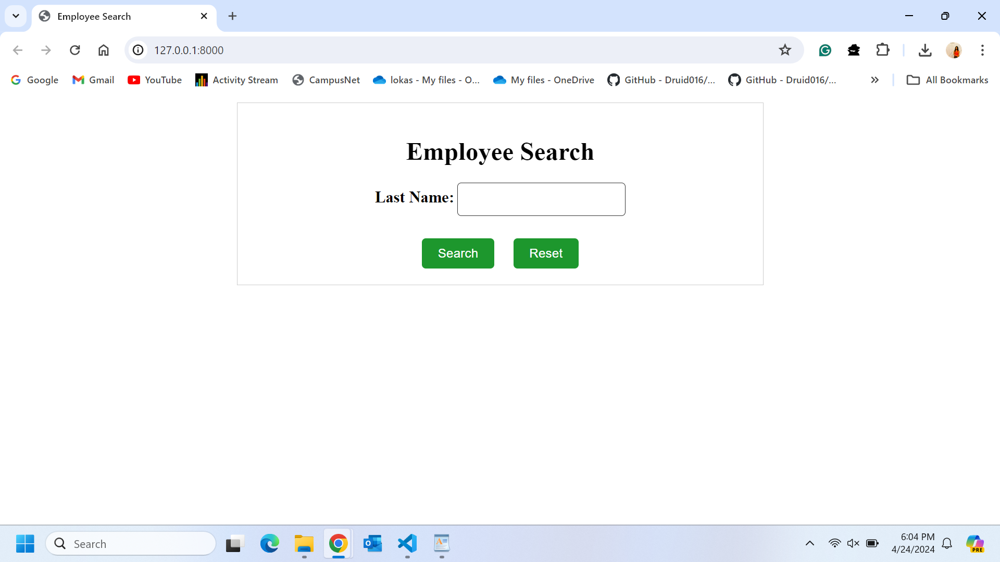 Employee Search
127.0.0.1:8000
Google Gmail YouTube Activity Stream CampusNet lokas - My files - O... My files - OneDrive GitHub - Druid016/... GitHub - Druid016/... All Bookmarks
Employee Search
Last Name:
Search Reset
Search
6:04 PM
4/24/2024
PRE